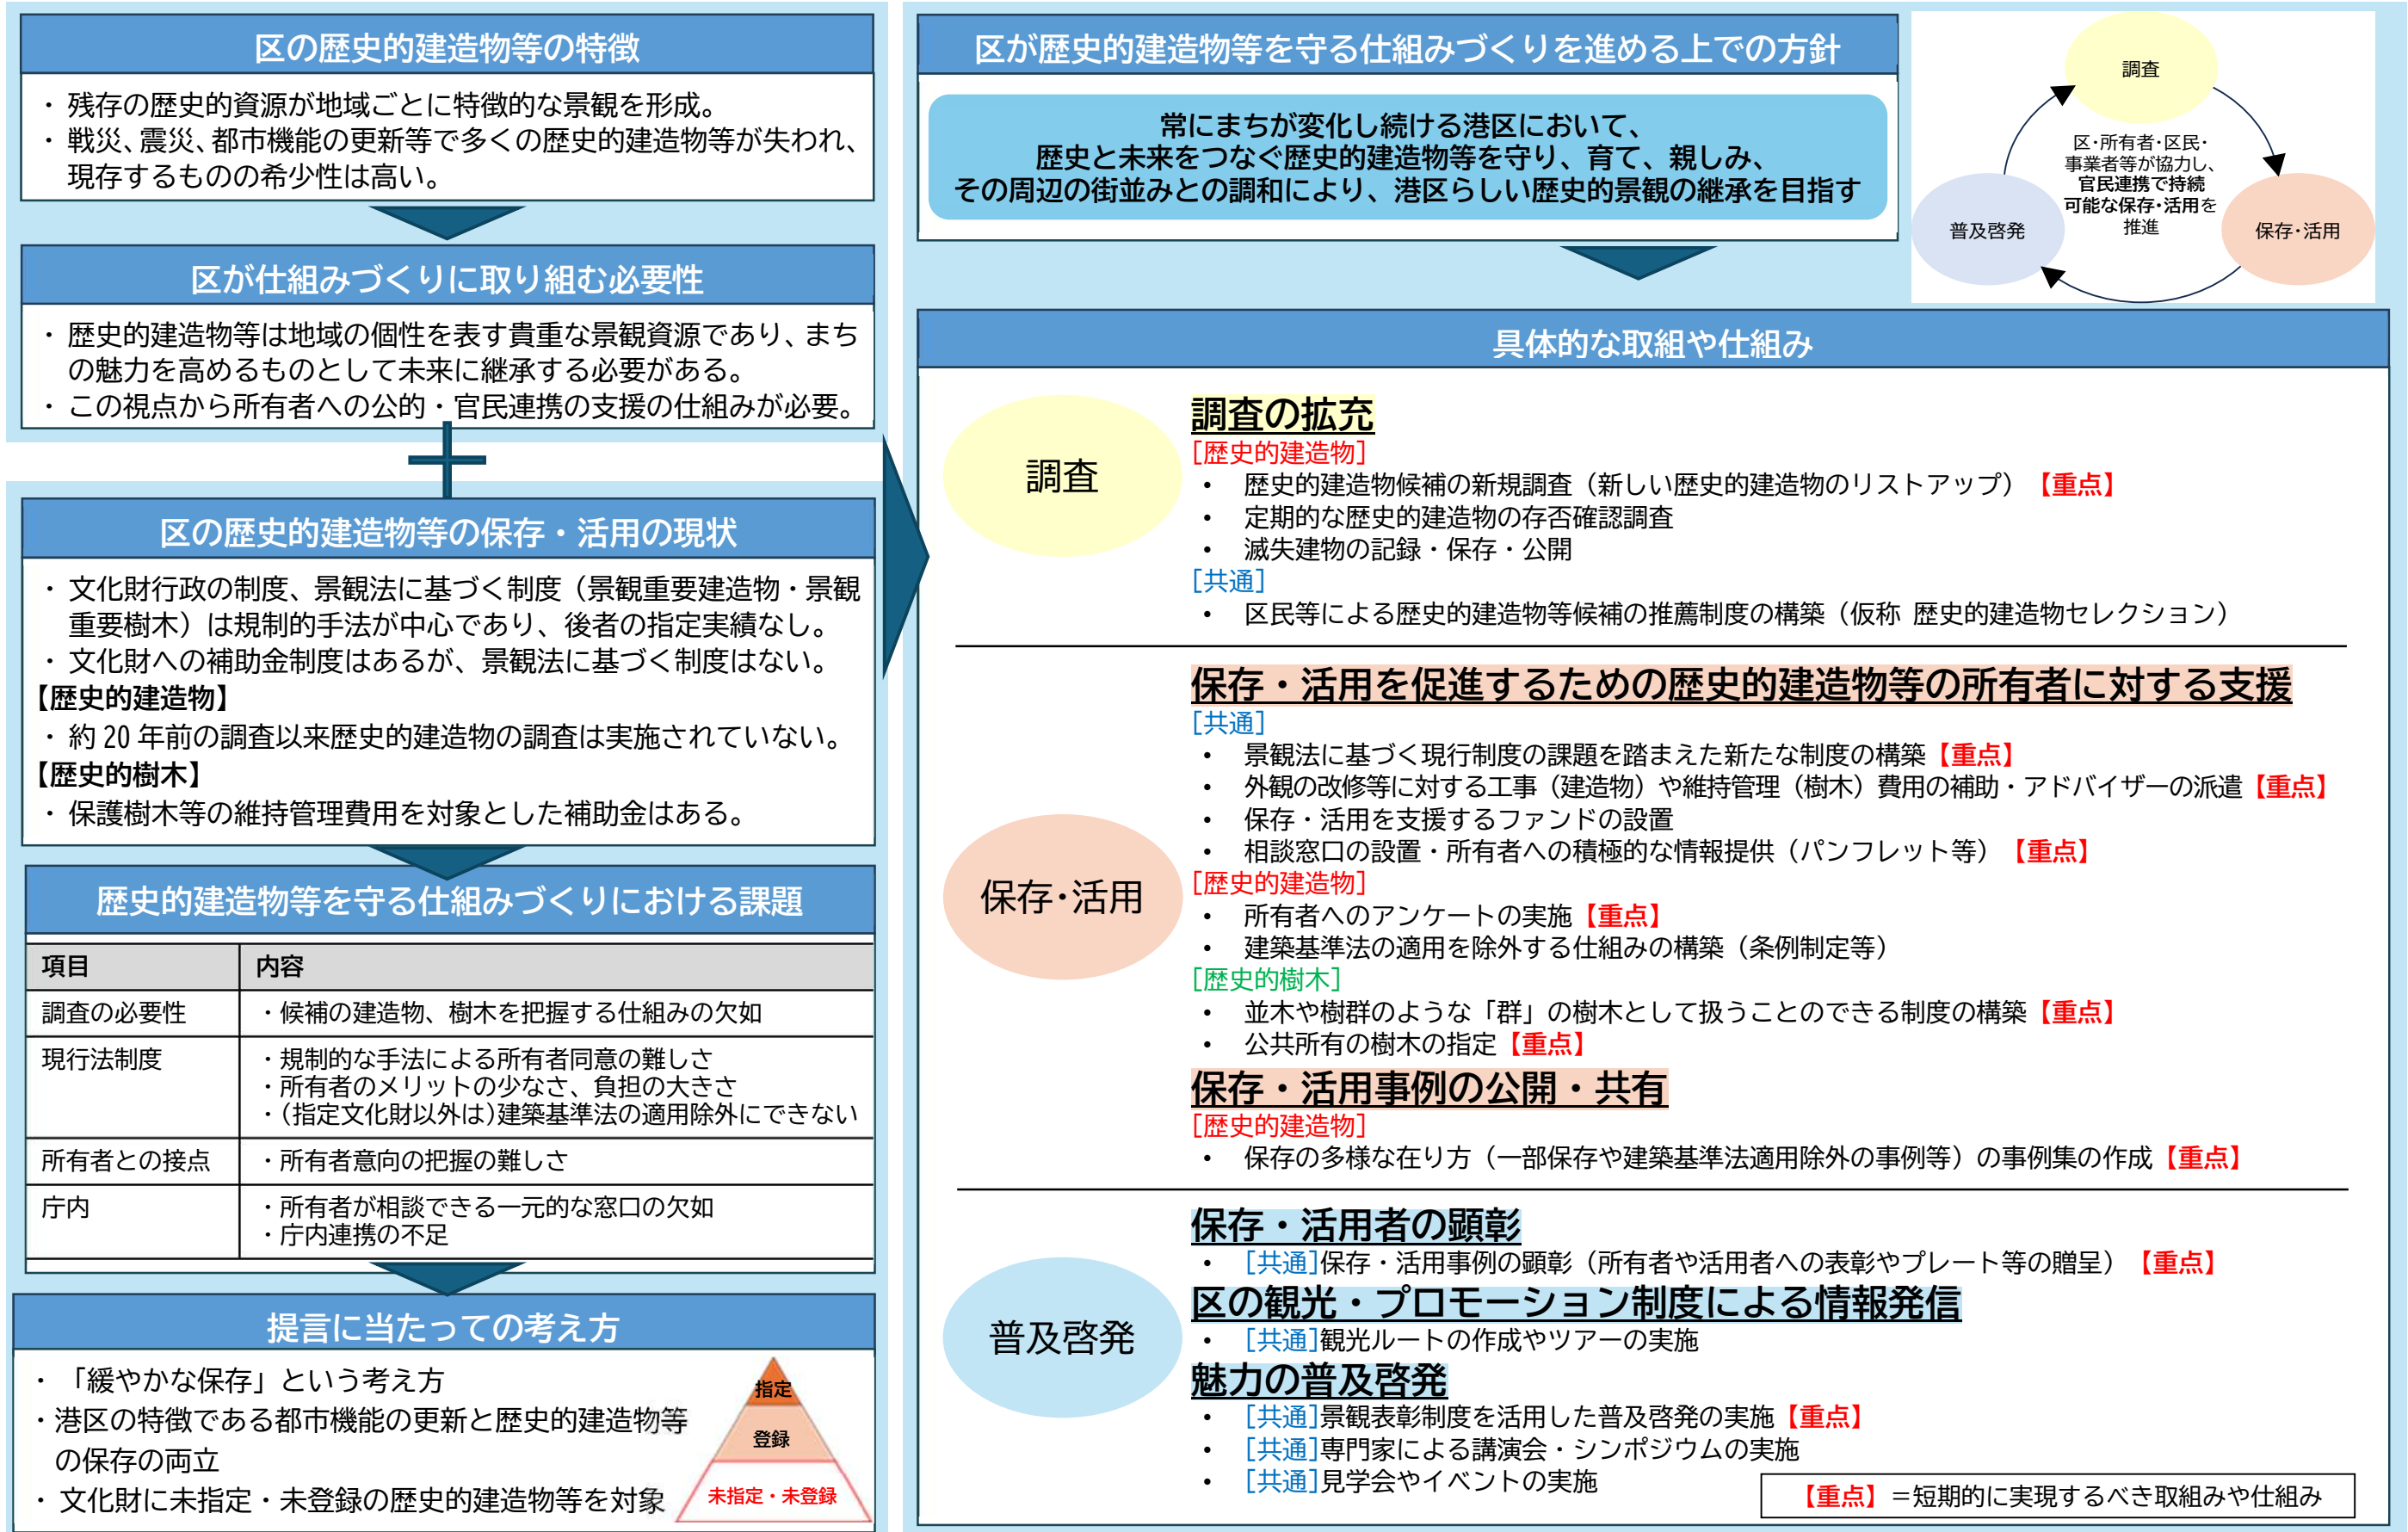 区の歴史的建造物等の特徴
・残存の歴史的資源が地域ごとに特徴的な景観を形成。
・戦災、震災、都市機能の更新等で多くの歴史的建造物等が失われ、
現存するものの希少性は高い。
区が仕組みづくりに取り組む必要性
・歴史的建造物等は地域の個性を表す貴重な景観資源であり、まち
の魅力を高めるものとして未来に継承する必要がある。
・この視点から所有者への公的・官民連携の支援の仕組みが必要。
区の歴史的建造物等の保存・活用の現状
・文化財行政の制度、景観法に基づく制度（景観重要建造物・景観
重要樹木）は規制的手法が中心であり、後者の指定実績なし。
・文化財への補助金制度はあるが、景観法に基づく制度はない。
【歴史的建造物】
・約20年前の調査以来歴史的建造物の調査は実施されていない。
【歴史的樹木】
・保護樹木等の維持管理費用を対象とした補助金はある。
歴史的建造物等を守る仕組みづくりにおける課題
項目 内容
調査の必要性 ・候補の建造物、樹木を把握する仕組みの欠如
現行法制度 ・規制的な手法による所有者同意の難しさ
・所有者のメリットの少なさ、負担の大きさ
・（指定文化財以外は）建築基準法の適用除外にできない
所有者との接点 ・所有者意向の把握の難しさ
庁内 ・所有者が相談できる一元的な窓口の欠如
・庁内連携の不足
提言に当たっての考え方
・「緩やかな保存」という考え方
・港区の特徴である都市機能の更新と歴史的建造物等
の保存の両立
・文化財に未指定・未登録の歴史的建造物等を対象
指定
登録
未指定・未登録
区が歴史的建造物等を守る仕組みづくりを進める上での方針
常にまちが変化し続ける港区において、
歴史と未来をつなぐ歴史的建造物等を守り、育て、親しみ、
その周辺の街並みとの調和により、港区らしい歴史的景観の継承を目指す
調査
区・所有者・区民・
事業者等が協力し、
官民連携で持続
可能な保存・活用を
推進
普及啓発
保存・活用
具体的な取組や仕組み
調査
調査の拡充
［歴史的建造物］
• 歴史的建造物候補の新規調査（新しい歴史的建造物のリストアップ）【重点】
• 定期的な歴史的建造物の存否確認調査
• 滅失建物の記録・保存・公開
［共通］
• 区民等による歴史的建造物等候補の推薦制度の構築（仮称 歴史的建造物セレクション）
保存・活用
保存・活用を促進するための歴史的建造物等の所有者に対する支援
［共通］
• 景観法に基づく現行制度の課題を踏まえた新たな制度の構築【重点】
• 外観の改修等に対する工事（建造物）や維持管理（樹木）費用の補助・アドバイザーの派遣【重点】
• 保存・活用を支援するファンドの設置
• 相談窓口の設置・所有者への積極的な情報提供（パンフレット等）【重点】
［歴史的建造物］
• 所有者へのアンケートの実施【重点】
• 建築基準法の適用を除外する仕組みの構築（条例制定等）
［歴史的樹木］
• 並木や樹群のような「群」の樹木として扱うことのできる制度の構築【重点】
• 公共所有の樹木の指定【重点】
保存・活用事例の公開・共有
［歴史的建造物］
• 保存の多様な在り方（一部保存や建築基準法適用除外の事例等）の事例集の作成【重点】
普及啓発
保存・活用者の顕彰
• ［共通］保存・活用事例の顕彰（所有者や活用者への表彰やプレート等の贈呈）【重点】
区の観光・プロモーション制度による情報発信
• ［共通］観光ルートの作成やツアーの実施
魅力の普及啓発
• ［共通］景観表彰制度を活用した普及啓発の実施【重点】
• ［共通］専門家による講演会・シンポジウムの実施
• ［共通］見学会やイベントの実施
【重点】＝短期的に実現するべき取組みや仕組み